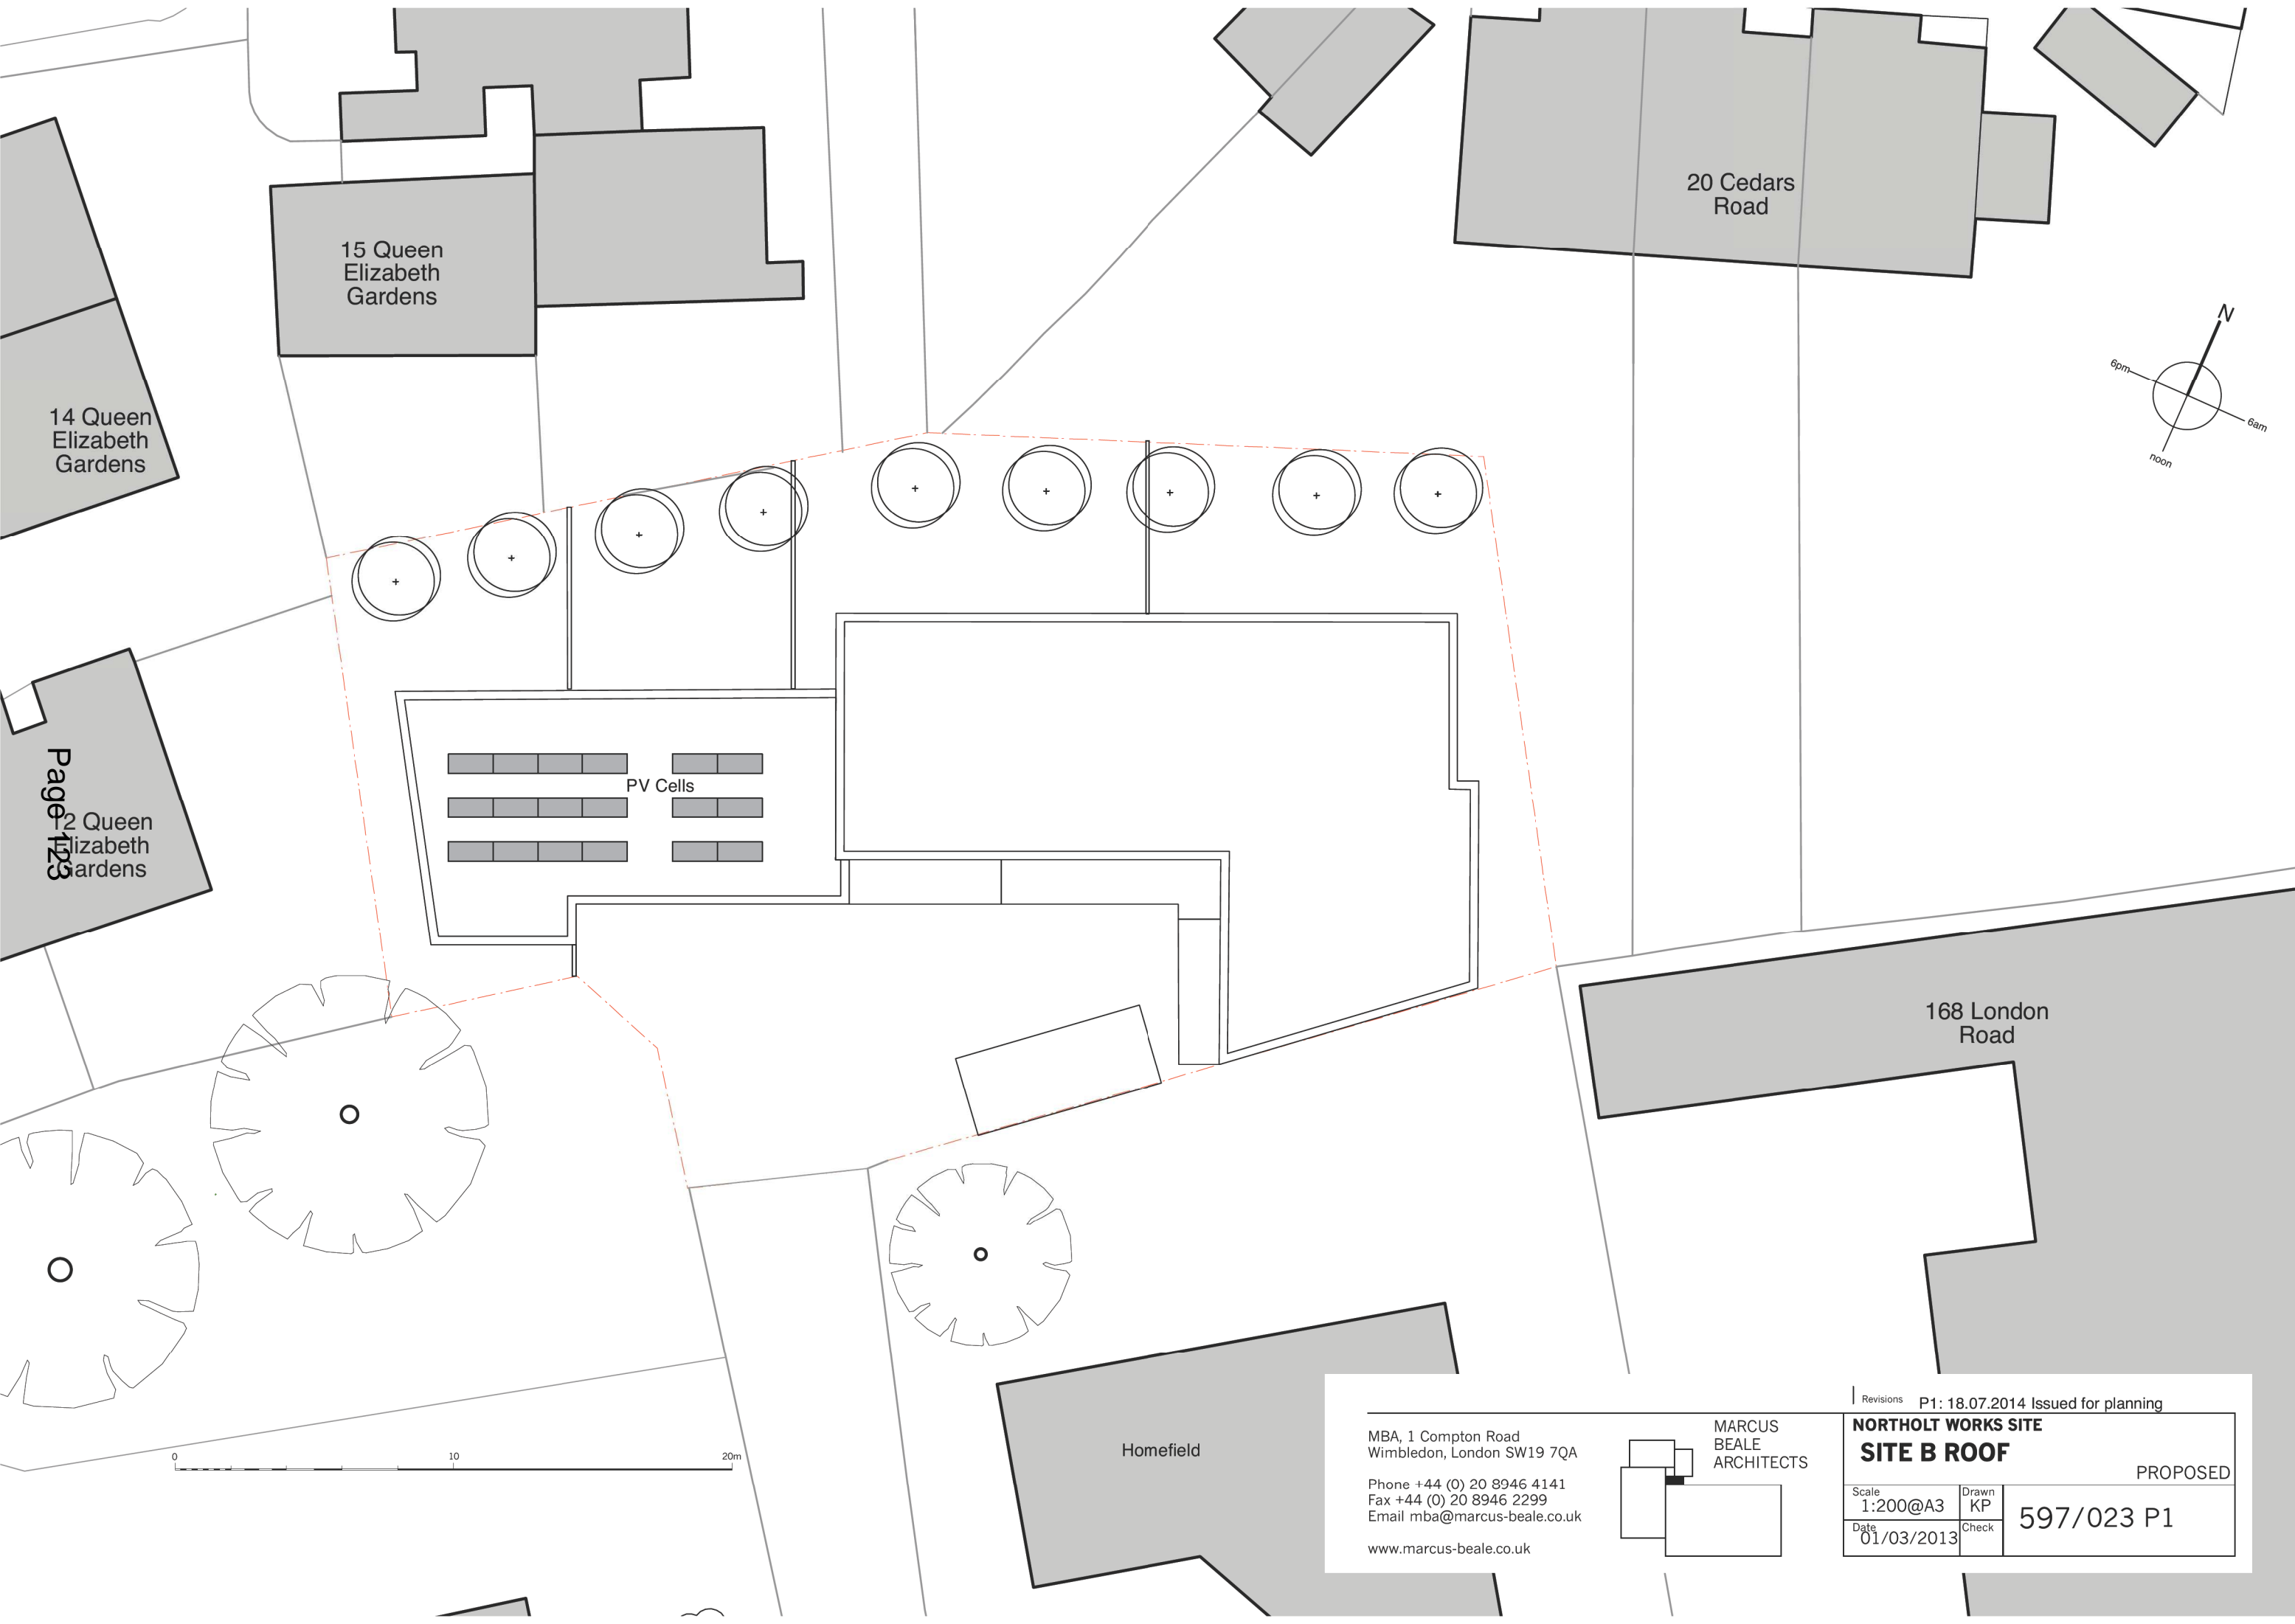 20 Cedars
Road
15 Queen
Elizabeth
Gardens
N
6pm
6am
noon
14 Queen
Elizabeth
Gardens
PV Cells
Page 123
12 Queen
Elizabeth
Gardens
168 London
Road
Homefield
0
10
20m
Revisions P1: 18.07.2014 Issued for planning
MBA, 1 Compton Road
Wimbledon, London SW19 7QA
Phone +44 (0) 20 8946 4141
Fax +44 (0) 20 8946 2299
Email mba@marcus-beale.co.uk
www.marcus-beale.co.uk
MARCUS
BEALE
ARCHITECTS
NORTHOLT WORKS SITE
SITE B ROOF
PROPOSED
Scale
1:200@A3
Drawn
KP
Date
01/03/2013
Check
597/023 P1